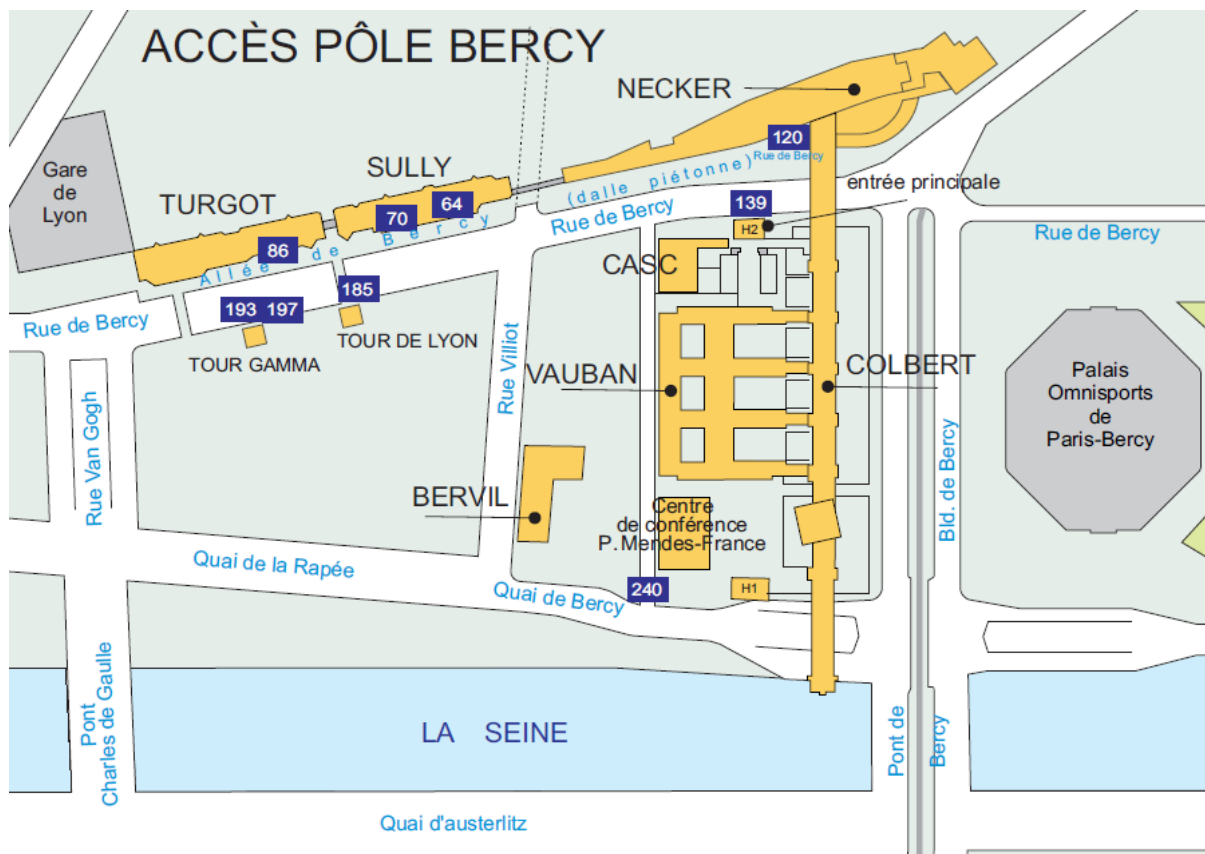 ACCÈS PÔLE BERCY
NECKER
120
Rue de Bercy
(dalle piétonne)
Gare
de
Lyon
SULLY
64
70
TURGOT
86
Allée de Bercy
Rue de Bercy
139
entrée principale
H2
CASC
Rue de Bercy
193 197
185
Rue de Bercy
TOUR GAMMA
TOUR DE LYON
Rue Villiot
VAUBAN
COLBERT
Palais
Omnisports
de
Paris-Bercy
Rue Van Gogh
Bld. de Bercy
BERVIL
Centre
de conférence
P. Mendes-France
Quai de la Rapée
Quai de Bercy
240
H1
Pont
Charles de Gaulle
LA SEINE
Pont de
Bercy
Quai d'austerlitz